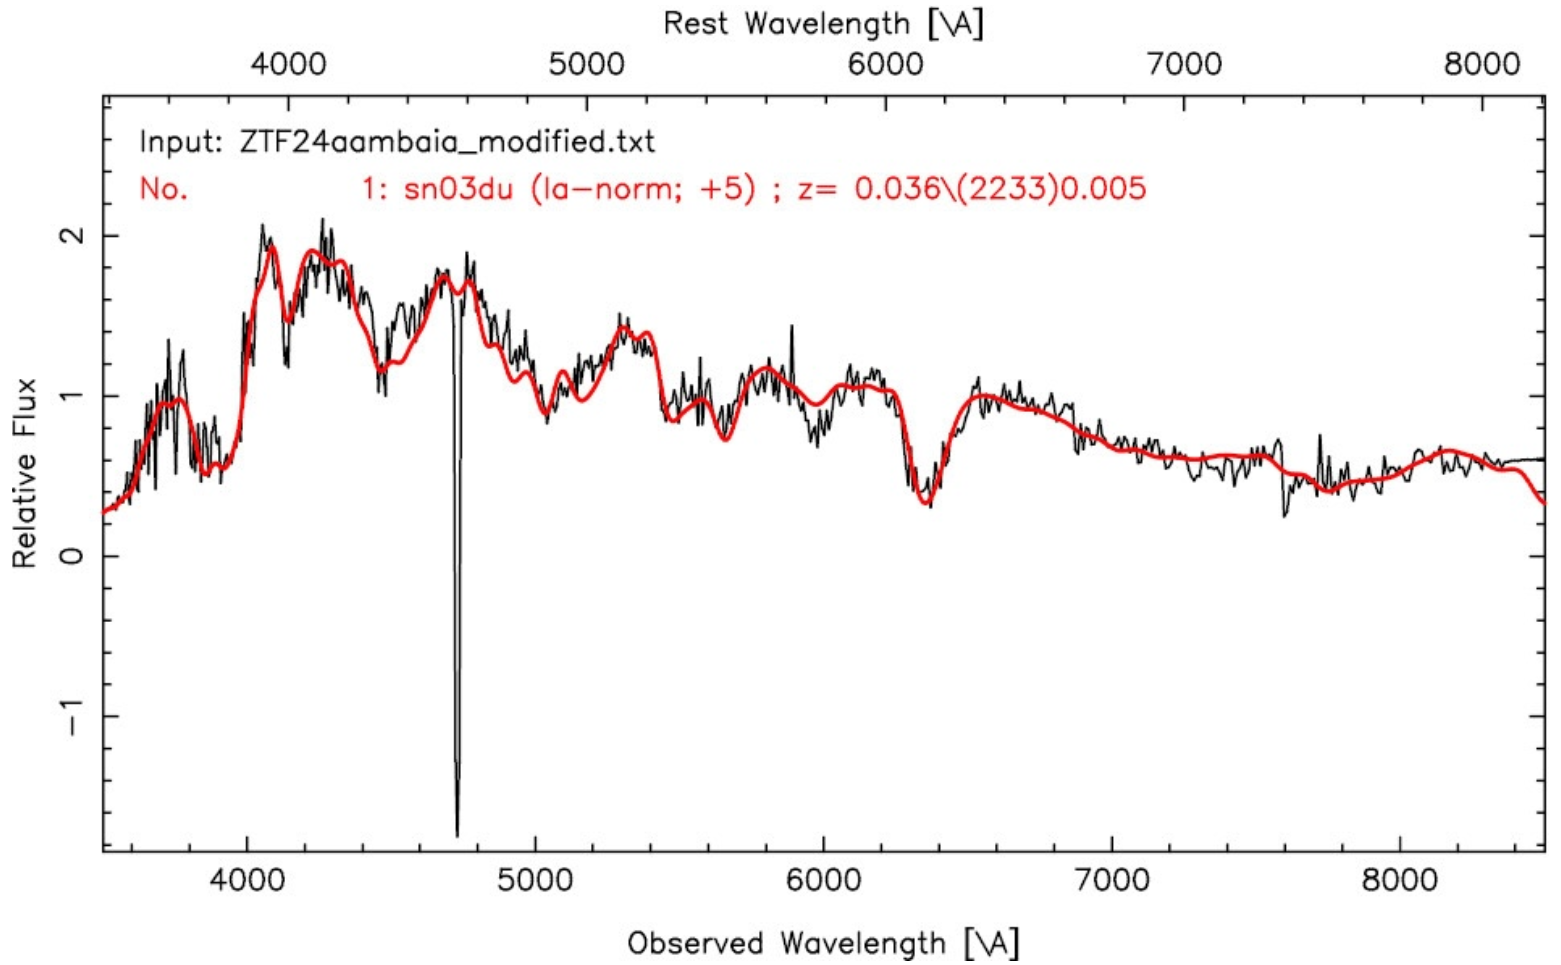 Rest Wavelength [\A]
4000 5000 6000 7000 8000
Input: ZTF24aambaia_modified.txt
No. 1: sn03du (Ia-norm; +5) ; z= 0.036\(2233)0.005
2
1
0
-1
Relative Flux
4000 5000 6000 7000 8000
Observed Wavelength [\A]